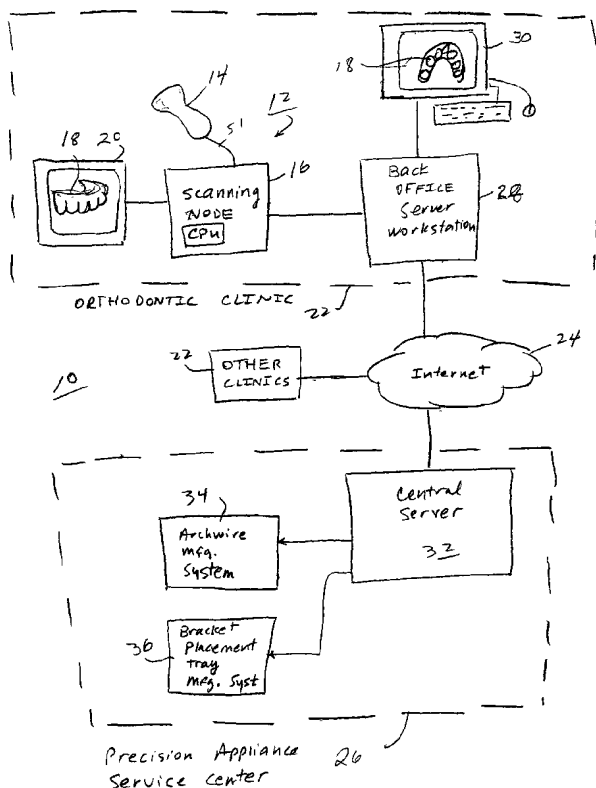 30
18
14
12
51
20
18
16
Scanning
NODE
CPU
Back
OFFICE
Server
Workstation
28
ORTHODONTIC CLINIC
22
24
22
OTHER
CLINICS
Internet
10
Central
Server
32
34
Archwire
mfg.
System
36
Bracket
Placement
tray
mfg. Syst
Precision Appliance
Service Center
26